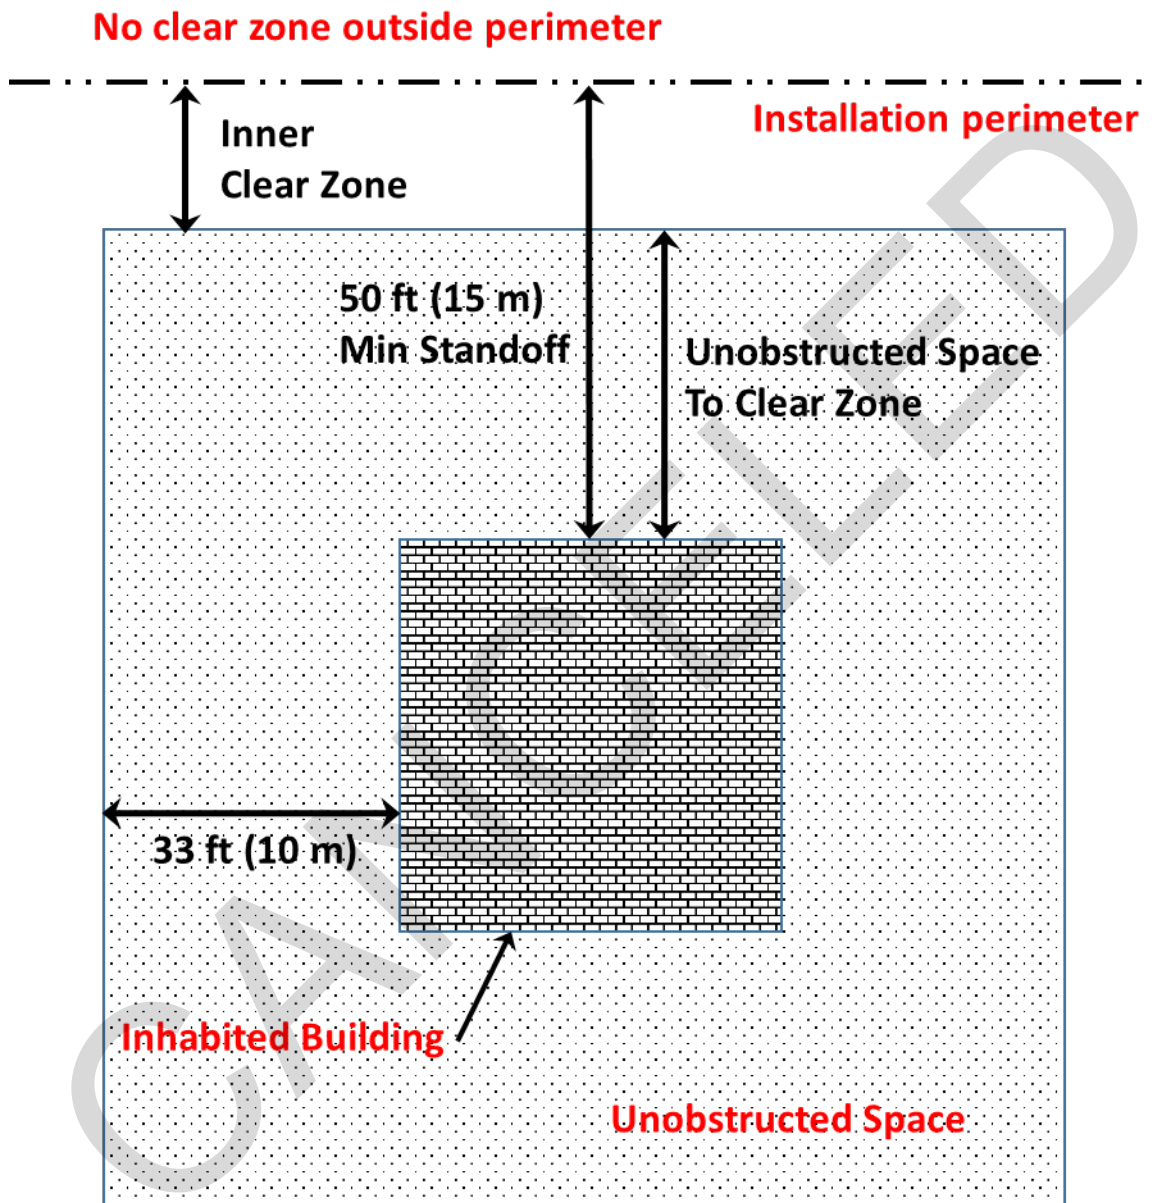 No clear zone outside perimeter
Installation perimeter
Inner
Clear Zone
50 ft (15 m)
Min Standoff
Unobstructed Space
To Clear Zone
33 ft (10 m)
Inhabited Building
Unobstructed Space
CANCELED